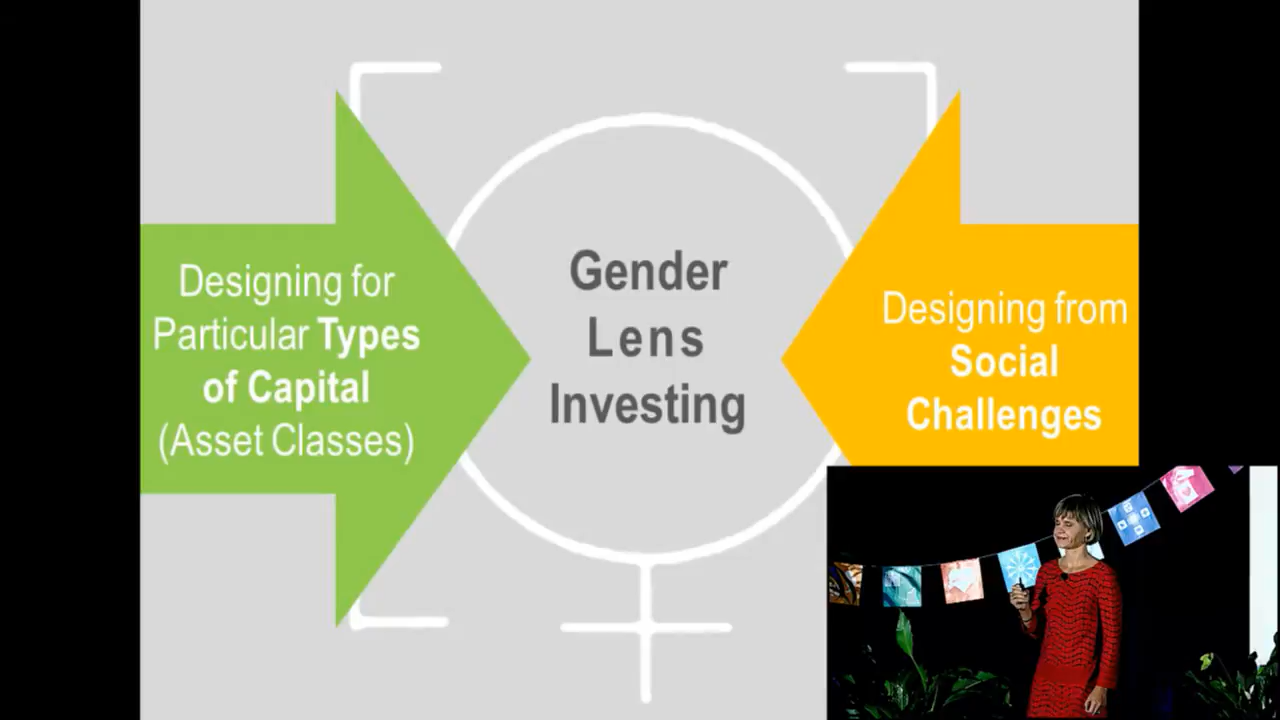 Designing for
Particular Types
of Capital
(Asset Classes)
Gender
Lens
Investing
Designing from
Social
Challenges